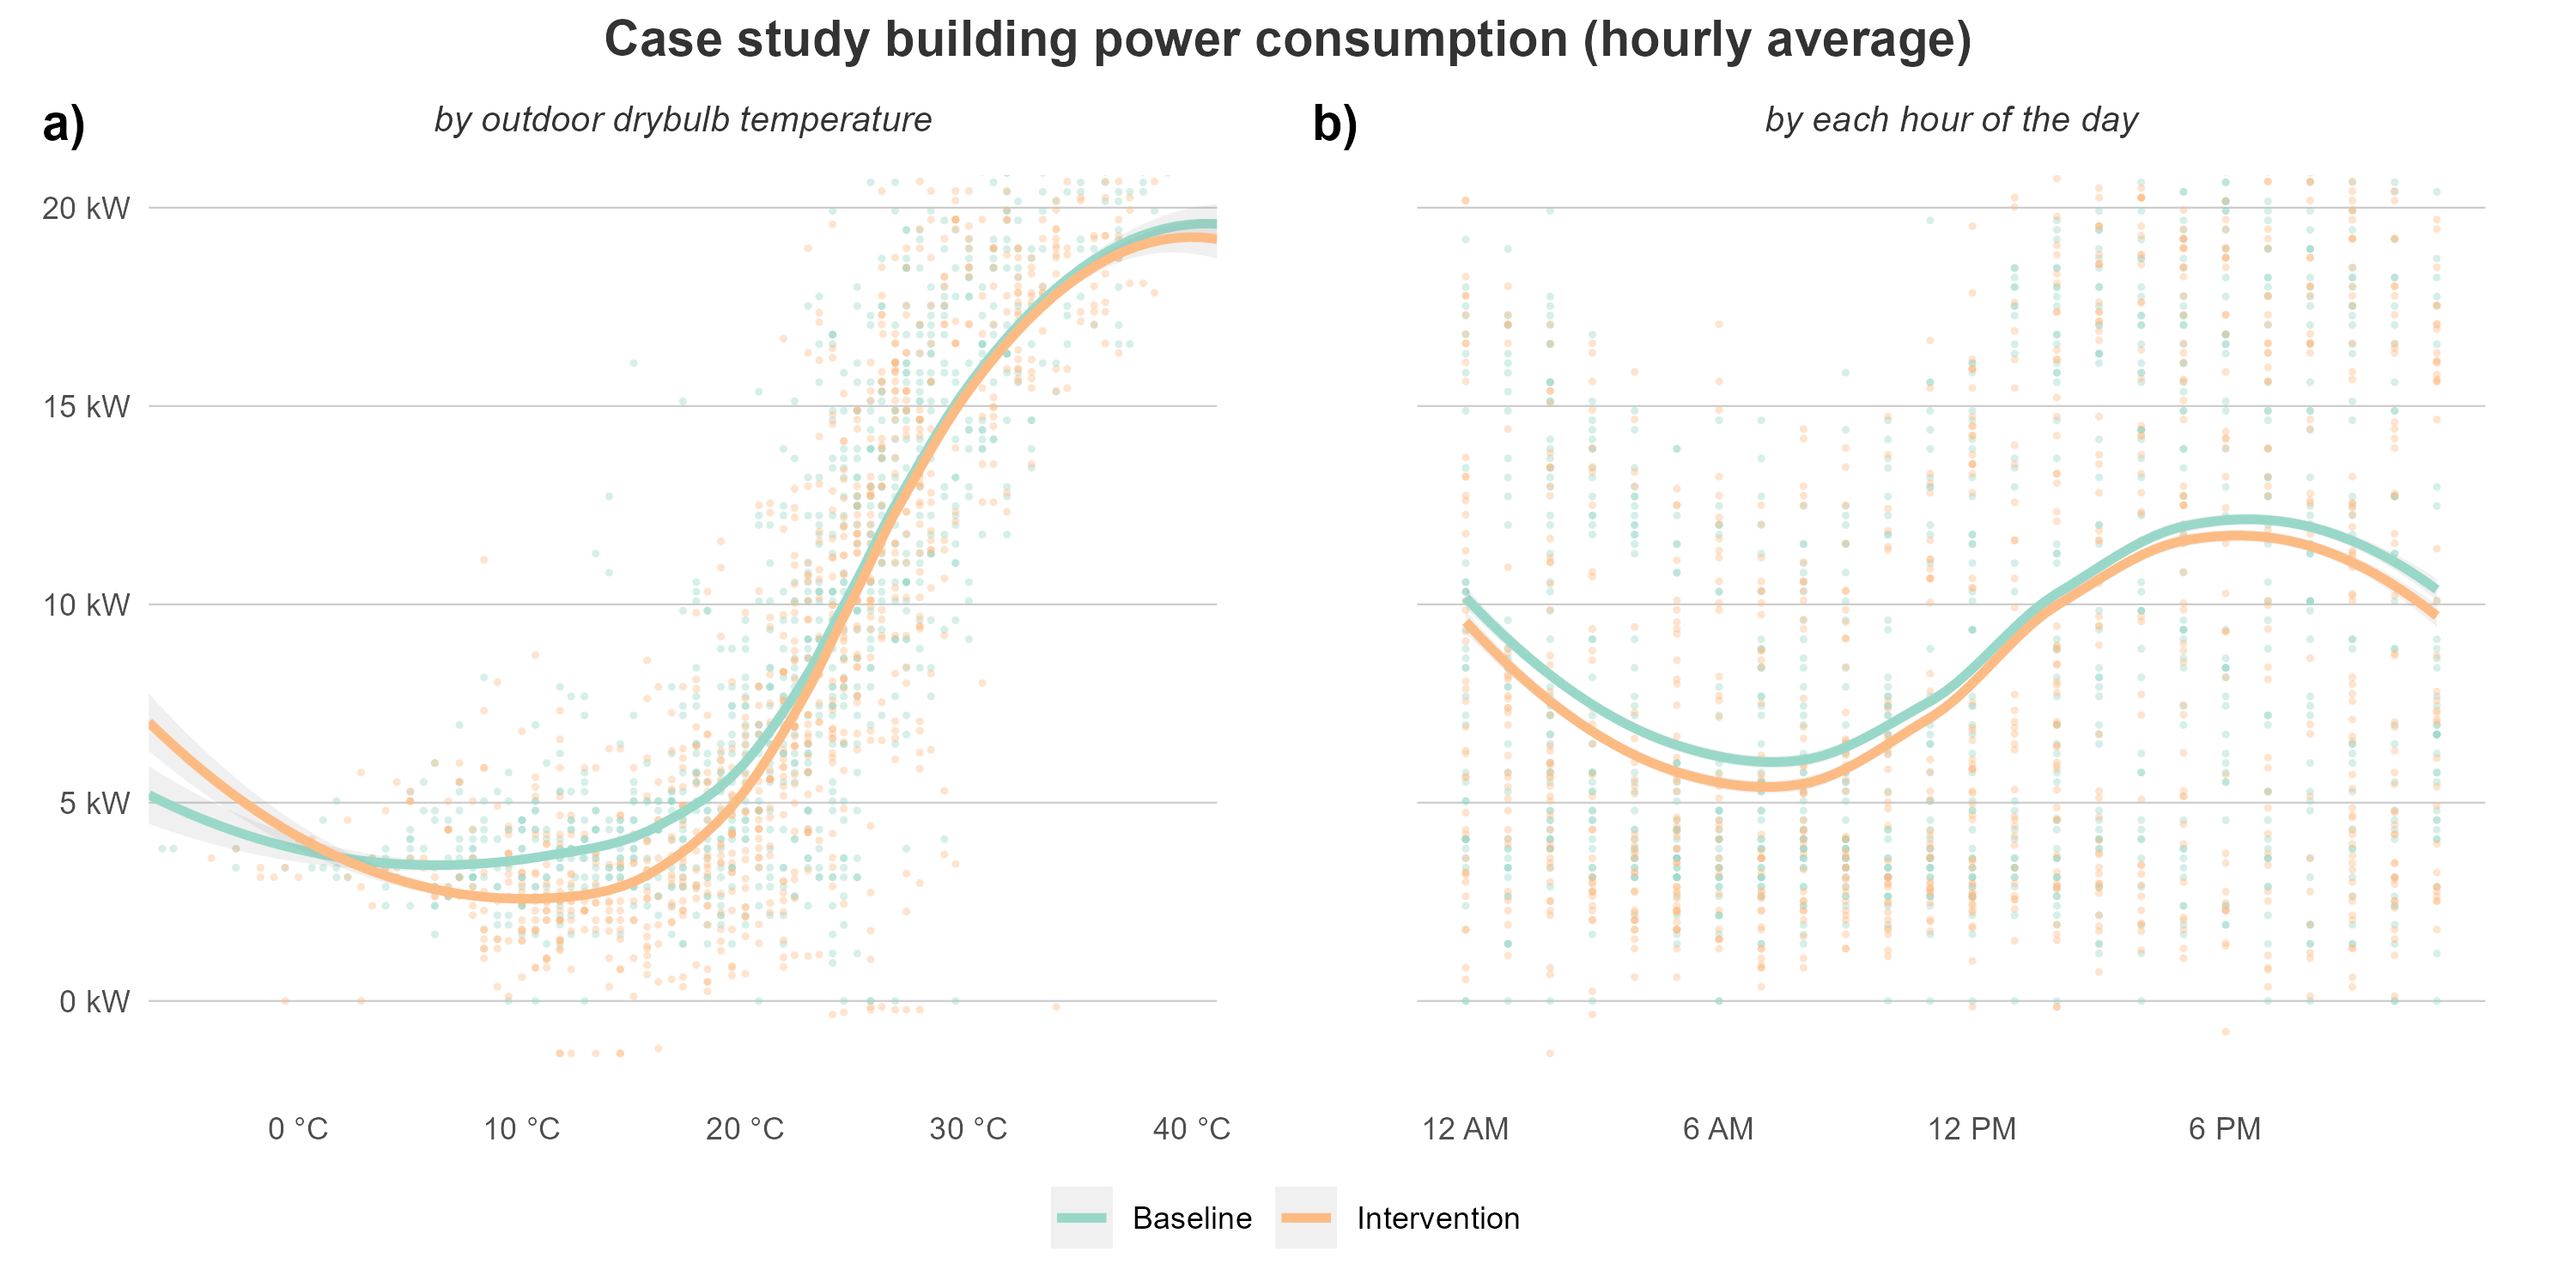 Case study building power consumption (hourly average)
a)
by outdoor drybulb temperature
20 kW
15 kW
10 kW
5 kW
0 kW
0 °C 10 °C 20 °C 30 °C 40 °C
b)
by each hour of the day
12 AM 6 AM 12 PM 6 PM
Baseline Intervention